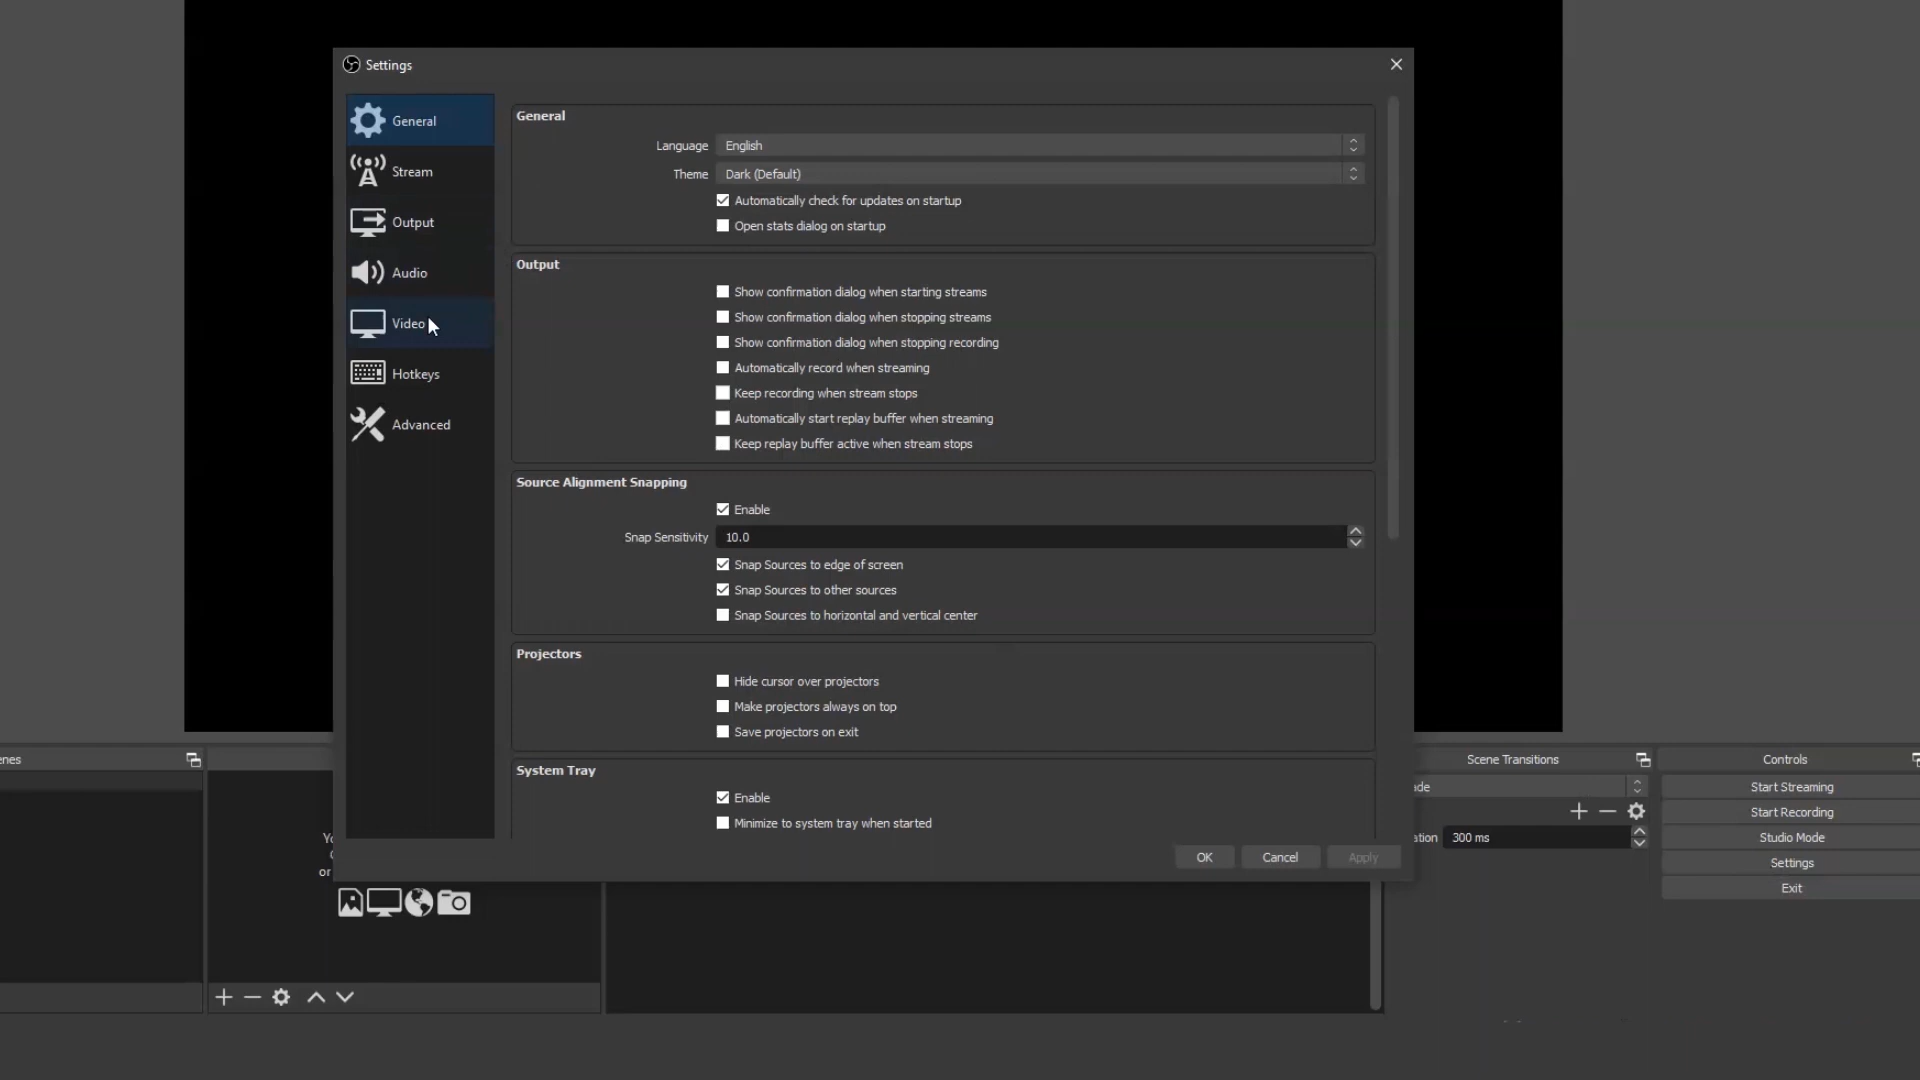 Settings
General
Stream
Output
Audio
Video
Hotkeys
Advanced
General
Language English
Theme Dark (Default)
Automatically check for updates on startup
Open stats dialog on startup
Output
Show confirmation dialog when starting streams
Show confirmation dialog when stopping streams
Show confirmation dialog when stopping recording
Automatically record when streaming
Keep recording when stream stops
Automatically start replay buffer when streaming
Keep replay buffer active when stream stops
Source Alignment Snapping
Enable
Snap Sensitivity 10.0
Snap Sources to edge of screen
Snap Sources to other sources
Snap Sources to horizontal and vertical center
Projectors
Hide cursor over projectors
Make projectors always on top
Save projectors on exit
System Tray
Enable
Minimize to system tray when started
OK Cancel Apply
enes
or
Scene Transitions
ade
ation 300 ms
Controls
Start Streaming
Start Recording
Studio Mode
Settings
Exit